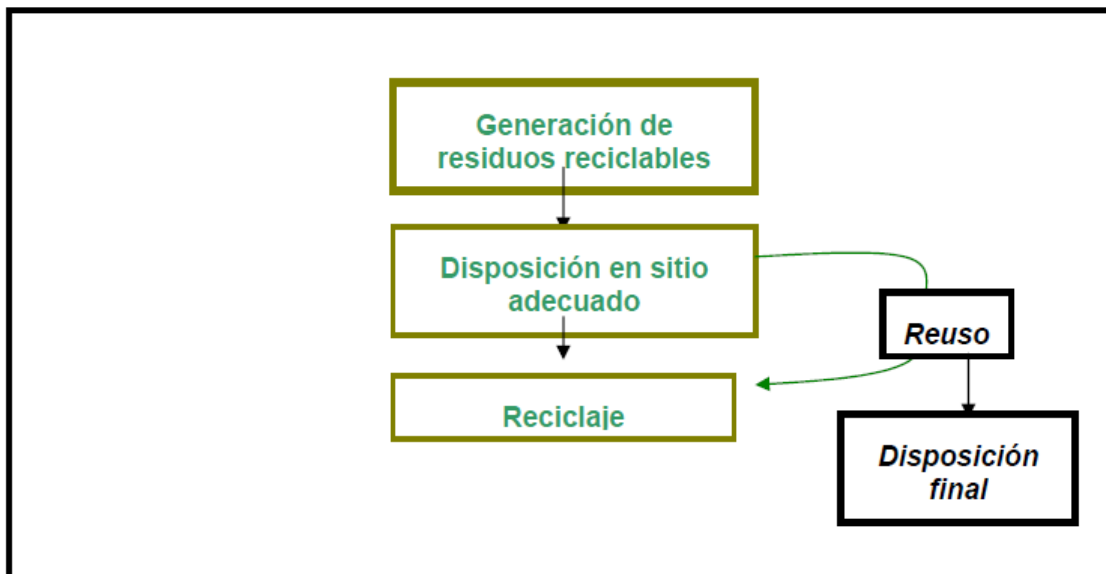 Generación de
residuos reciclables
Disposición en sitio
adecuado
Reuso
Reciclaje
Disposición
final